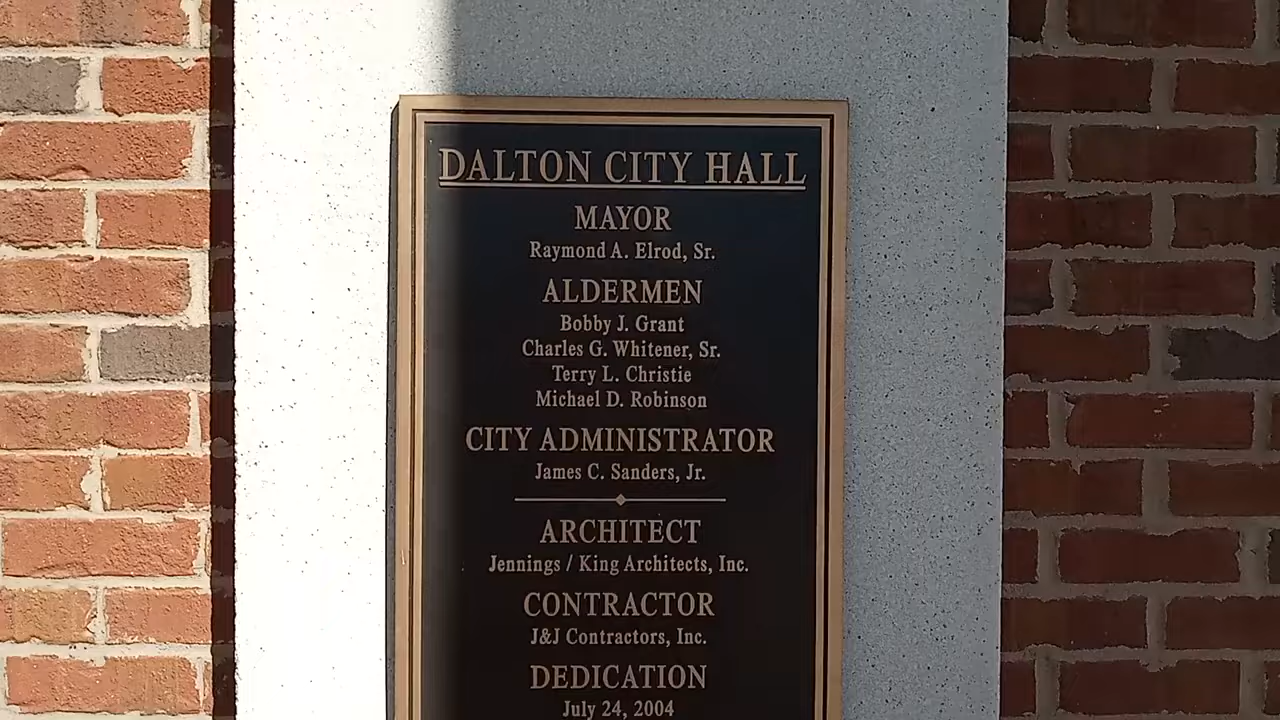 DALTON CITY HALL
MAYOR
Raymond A. Elrod, Sr.
ALDERMEN
Bobby J. Grant
Charles G. Whitener, Sr.
Terry L. Christie
Michael D. Robinson
CITY ADMINISTRATOR
James C. Sanders, Jr.
ARCHITECT
Jennings / King Architects, Inc.
CONTRACTOR
J&J Contractors, Inc.
DEDICATION
July 24, 2004